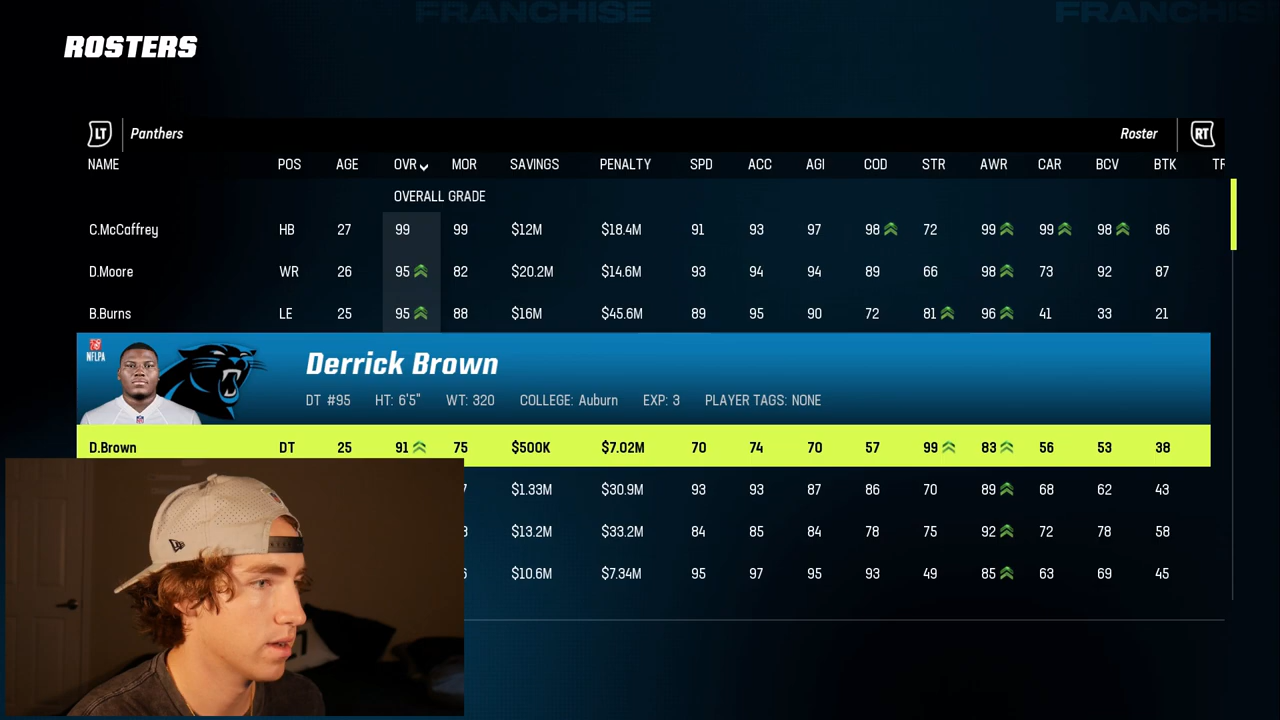 FRANCHISE FRANCHIS
ROSTERS
LT Panthers Roster RT
NAME POS AGE OVR MOR SAVINGS PENALTY SPD ACC AGI COD STR AWR CAR BCV BTK TR
OVERALL GRADE
C.McCaffrey HB 27 99 99 $12M $18.4M 91 93 97 98 72 99 99 98 86
D.Moore WR 26 95 82 $20.2M $14.6M 93 94 94 89 66 98 73 92 87
B.Burns LE 25 95 88 $16M $45.6M 89 95 90 72 81 96 41 33 21
NFLPA
Derrick Brown
DT #95 HT: 6'5" WT: 320 COLLEGE: Auburn EXP: 3 PLAYER TAGS: NONE
D.Brown DT 25 91 75 $500K $7.02M 70 74 70 57 99 83 56 53 38
$1.33M $30.9M 93 93 87 86 70 89 68 62 43
$13.2M $33.2M 84 85 84 78 75 92 72 78 58
$10.6M $7.34M 95 97 95 93 49 85 63 69 45